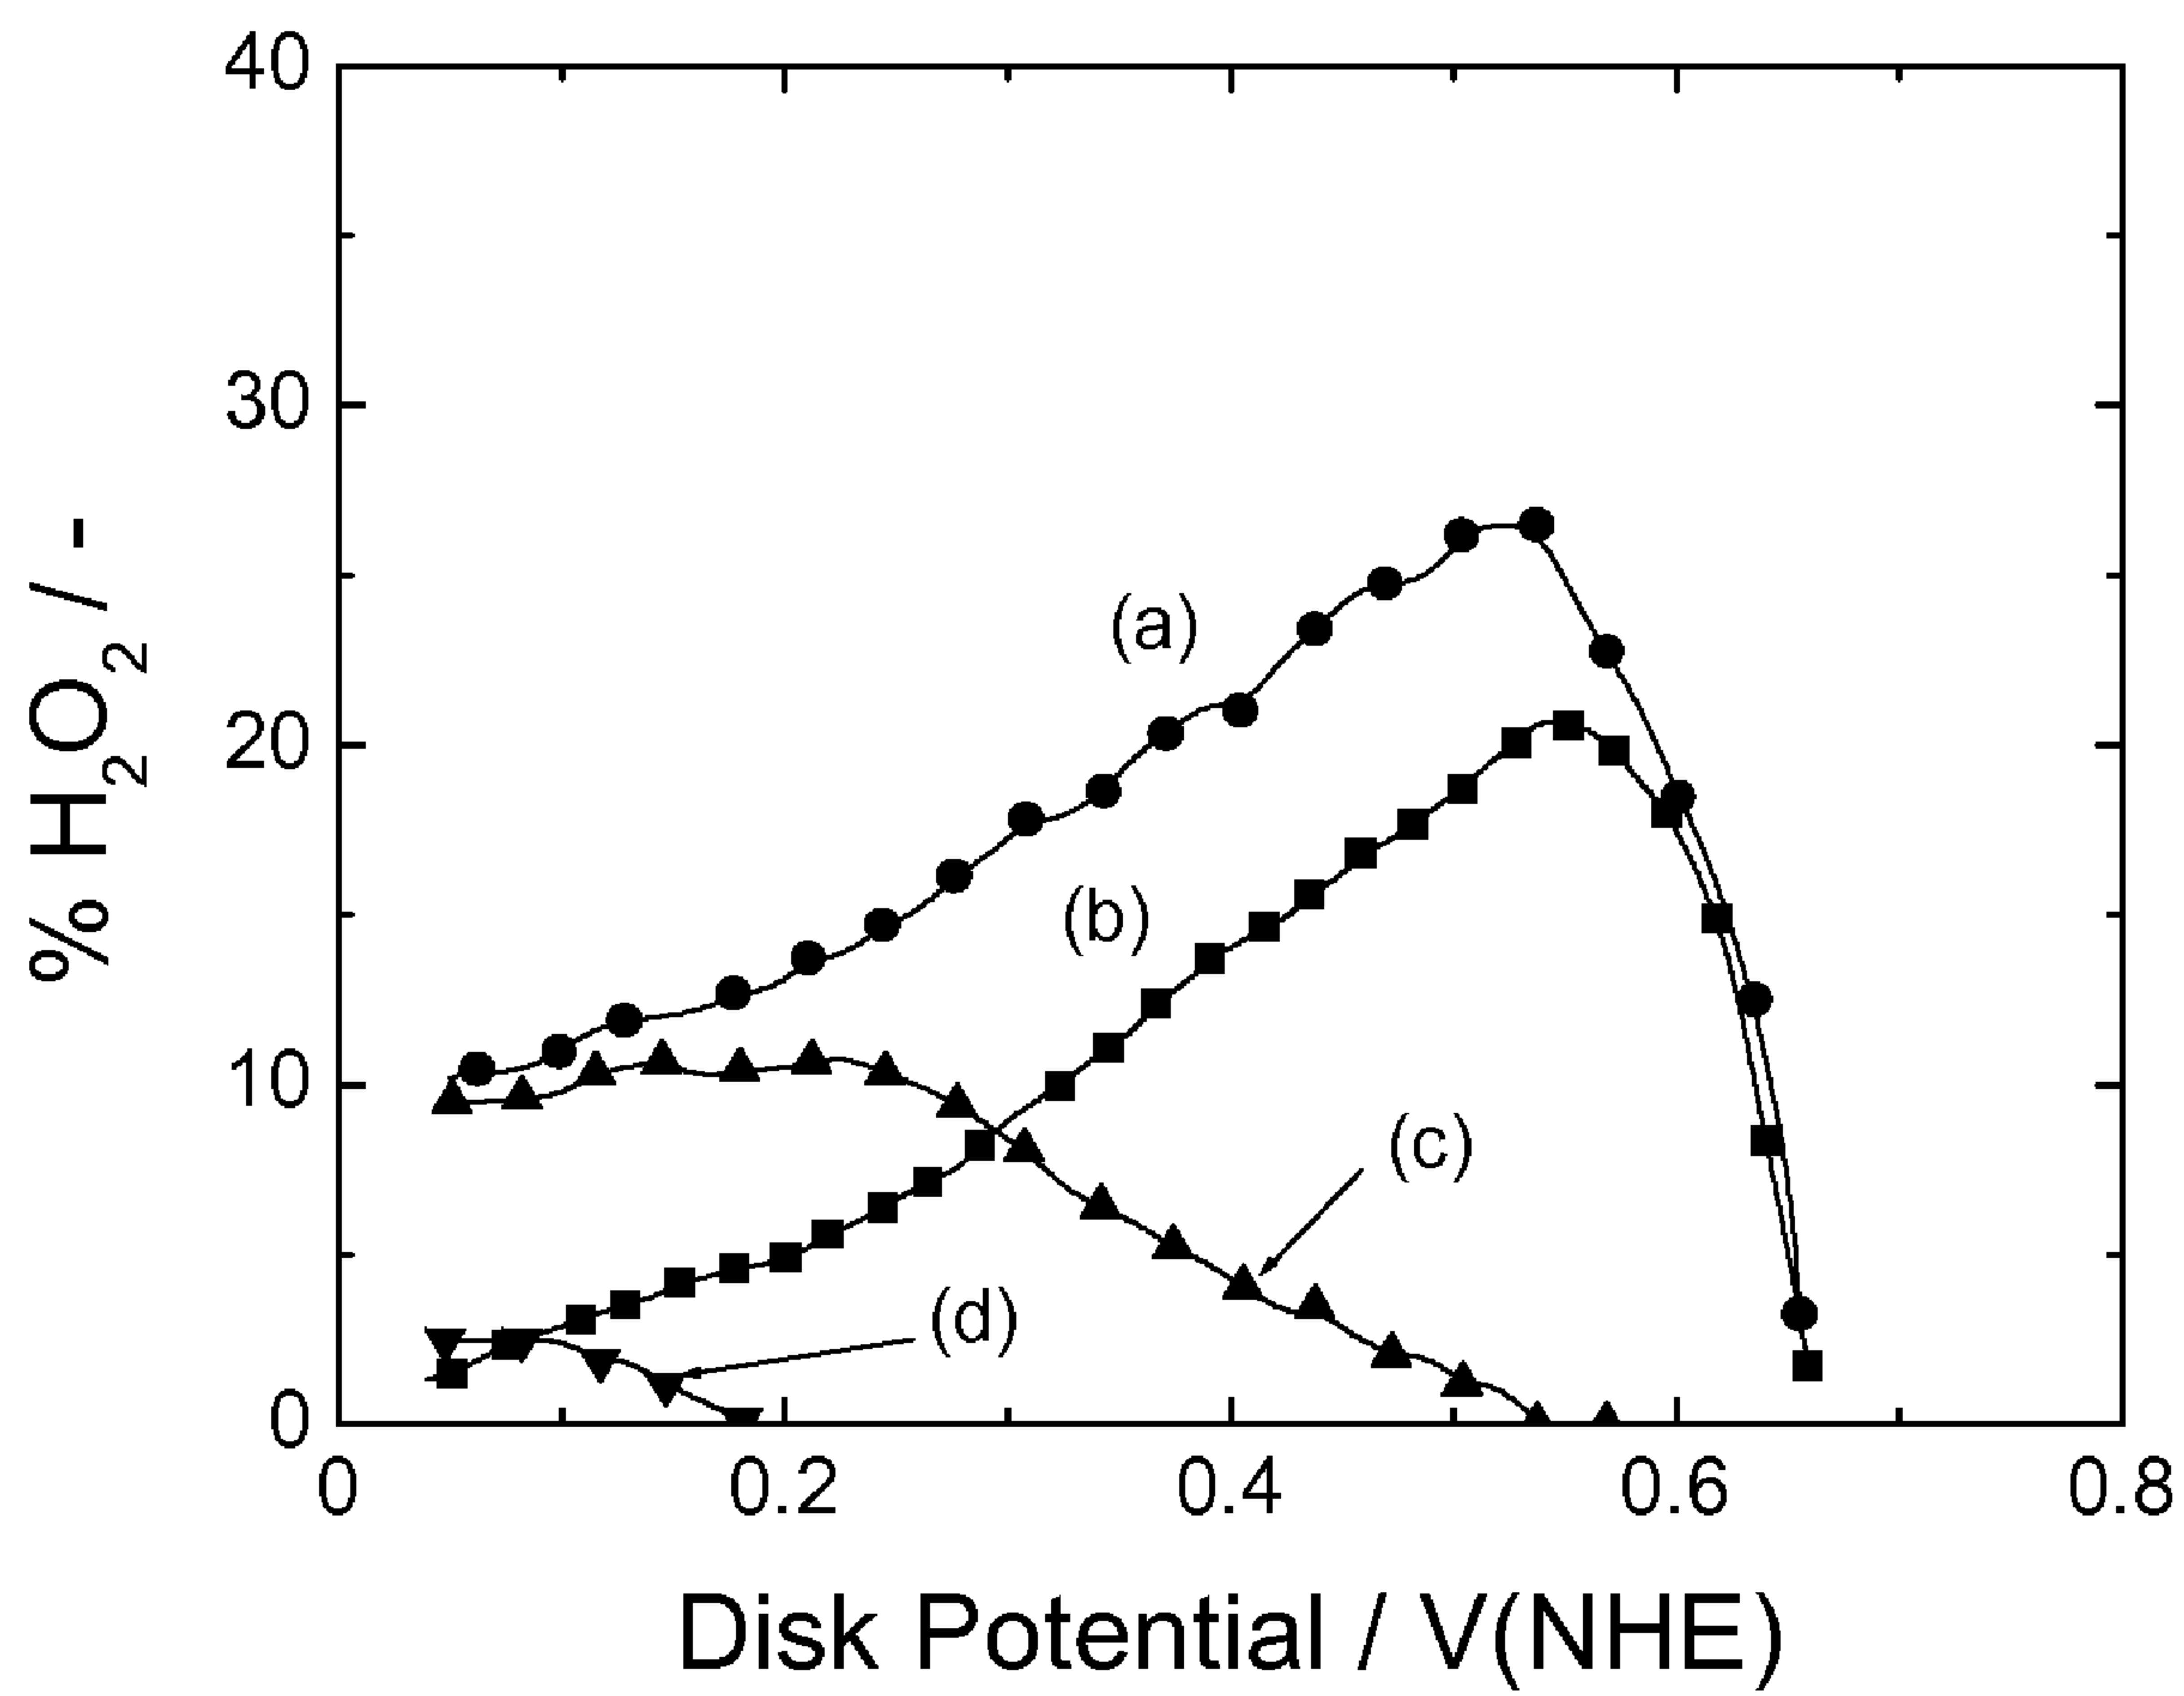 % H2O2 / -
40
30
20
10
0
(a)
(b)
(c)
(d)
0 0.2 0.4 0.6 0.8
Disk Potential / V(NHE)